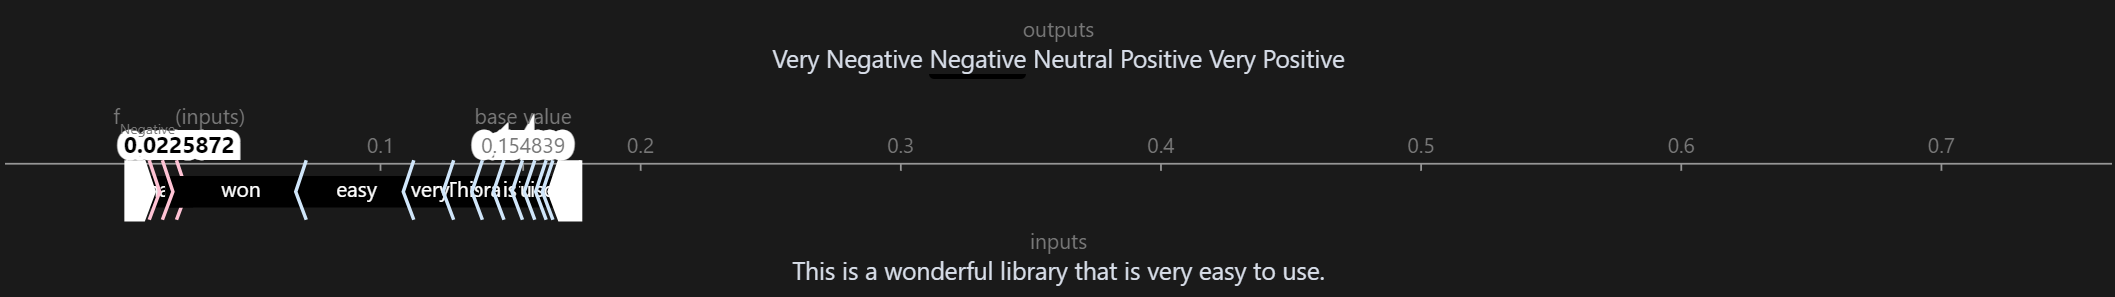 outputs
Very Negative Negative Neutral Positive Very Positive
f Negative (inputs)
base value
0.0225872
0.1
0.154839
0.2
0.3
0.4
0.5
0.6
0.7
won easy very
inputs
This is a wonderful library that is very easy to use.